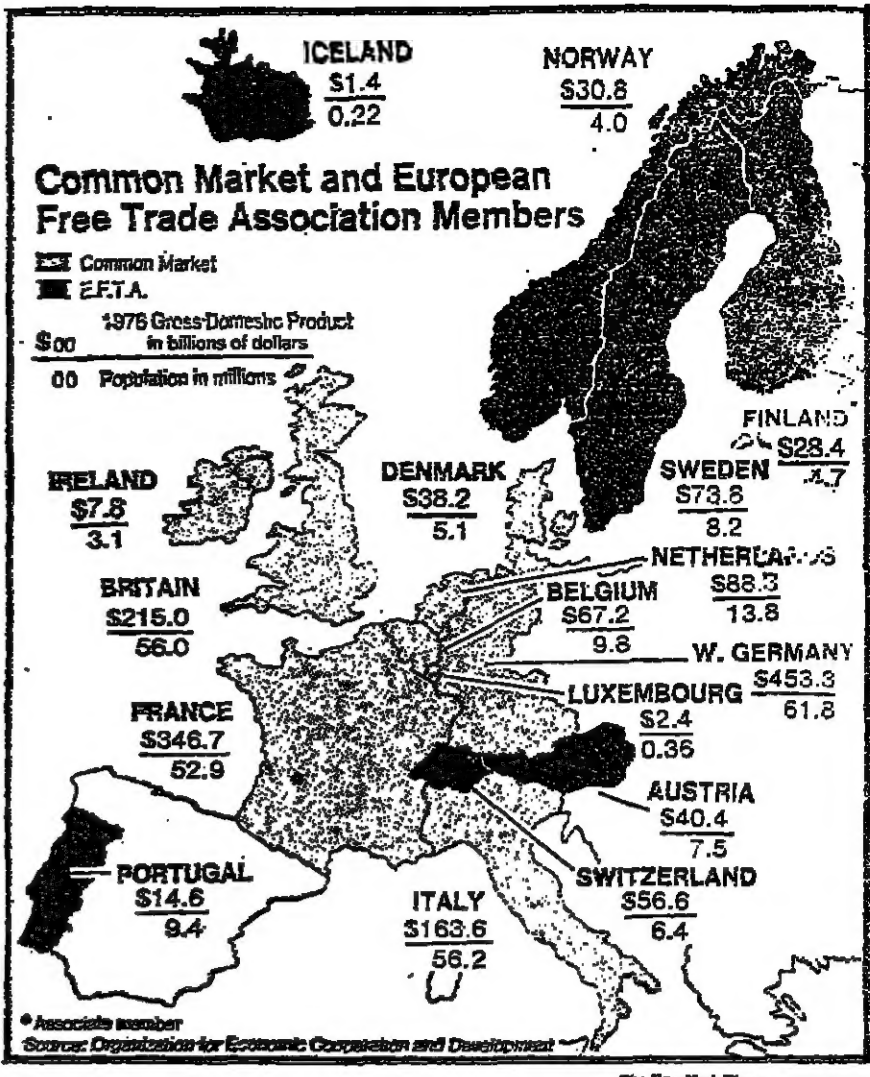 ICELAND
$1.4
0.22
NORWAY
$30.8
4.0
Common Market and European
Free Trade Association Members
Common Market
E.F.T.A.
$00
1976 Gross Domestic Product
in billions of dollars
00 Population in millions
FINLAND
$28.4
4.7
IRELAND
$7.8
3.1
DENMARK
$38.2
5.1
SWEDEN
8.2
BRITAIN
$215.0
56.0
NETHERLANDS
$88.3
13.8
BELGIUM
$67.2
9.8
W. GERMANY
$453.3
61.8
LUXEMBOURG
$2.4
0.36
FRANCE
$346.7
52.9
AUSTRIA
$40.4
7.5
SWITZERLAND
$56.6
6.4
PORTUGAL
$14.6
9.4
ITALY
$163.6
56.2
* Associate member
Source: Organization for Economic Cooperation and Development